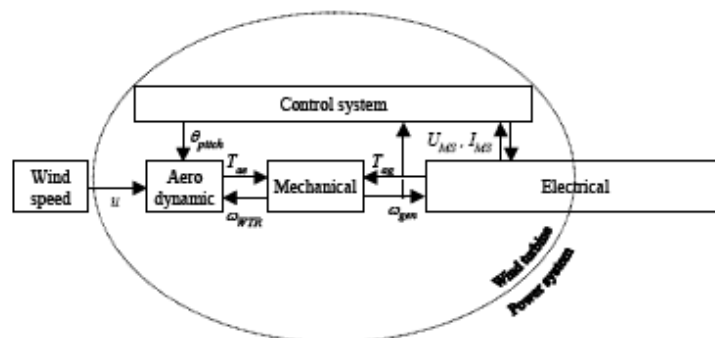 Control system
θpitch
UMS , IMS
Tae
Tag
Wind
speed
u
Aero
dynamic
Mechanical
Electrical
ωWTR
ωgen
Wind turbine
Power system